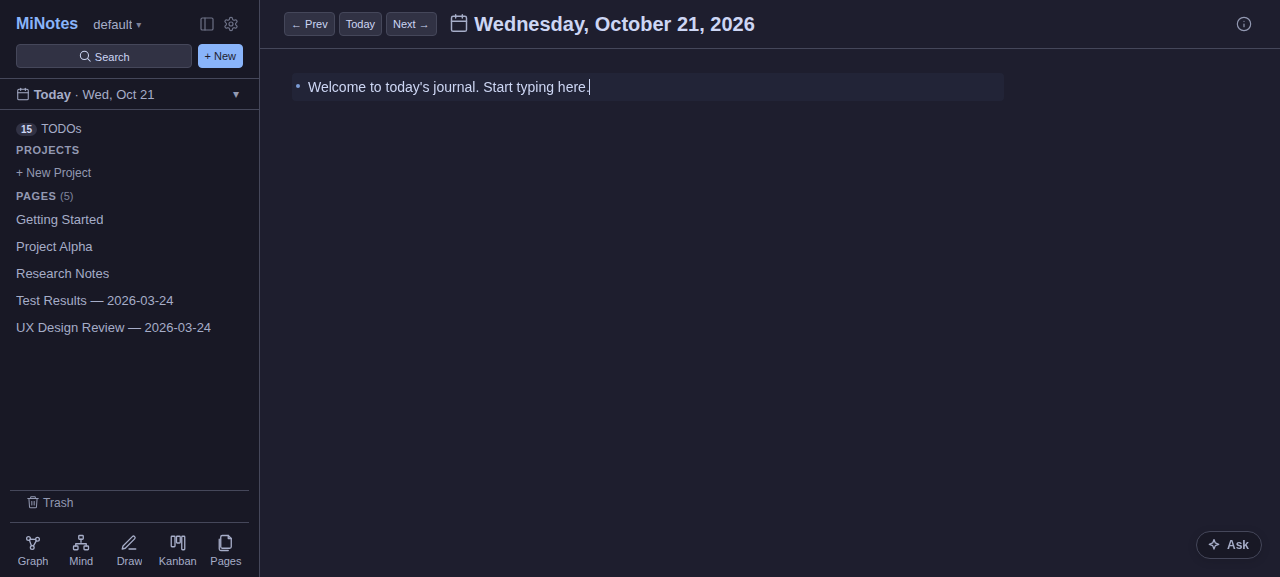 MiNotes default ▾
Search
+ New
Today · Wed, Oct 21 ▼
15 TODOs
PROJECTS
+ New Project
PAGES (5)
Getting Started
Project Alpha
Research Notes
Test Results — 2026-03-24
UX Design Review — 2026-03-24
Trash
Graph Mind Draw Kanban Pages
← Prev Today Next → Wednesday, October 21, 2026
• Welcome to today's journal. Start typing here.
Ask